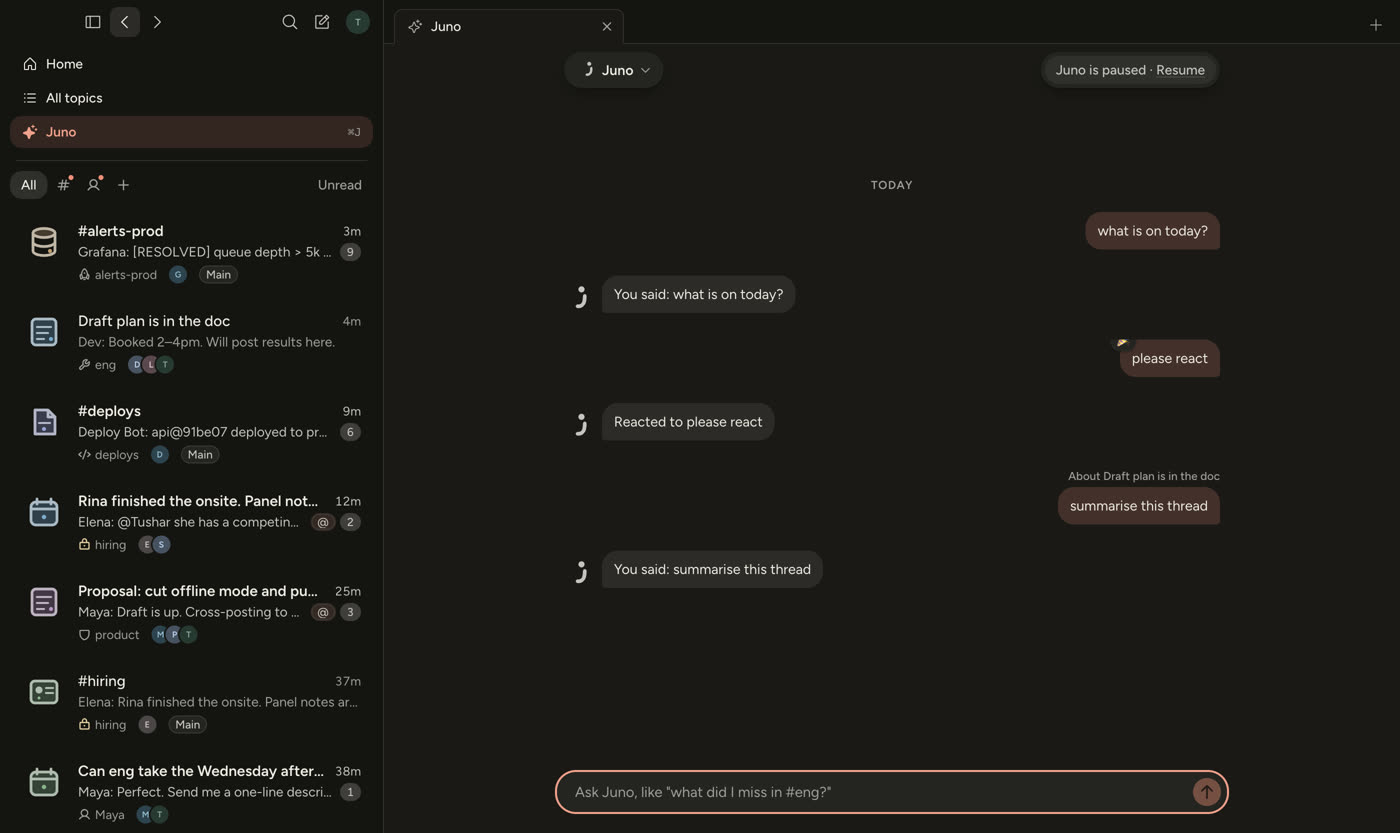 T
Home
All topics
Juno ⌘J
All # Unread
#alerts-prod 3m
Grafana: [RESOLVED] queue depth > 5k ... 9
alerts-prod G Main
Draft plan is in the doc 4m
Dev: Booked 2–4pm. Will post results here.
eng D L T
#deploys 9m
Deploy Bot: api@91be07 deployed to pr... 6
deploys D Main
Rina finished the onsite. Panel not... 12m
Elena: @Tushar she has a competin... @ 2
hiring E S
Proposal: cut offline mode and pu... 25m
Maya: Draft is up. Cross-posting to ... @ 3
product M P T
#hiring 37m
Elena: Rina finished the onsite. Panel notes ar...
hiring E Main
Can eng take the Wednesday after... 38m
Maya: Perfect. Send me a one-line descri... 1
Maya M T
Juno
Juno
Juno is paused · Resume
TODAY
what is on today?
You said: what is on today?
please react
Reacted to please react
About Draft plan is in the doc
summarise this thread
You said: summarise this thread
Ask Juno, like "what did I miss in #eng?"